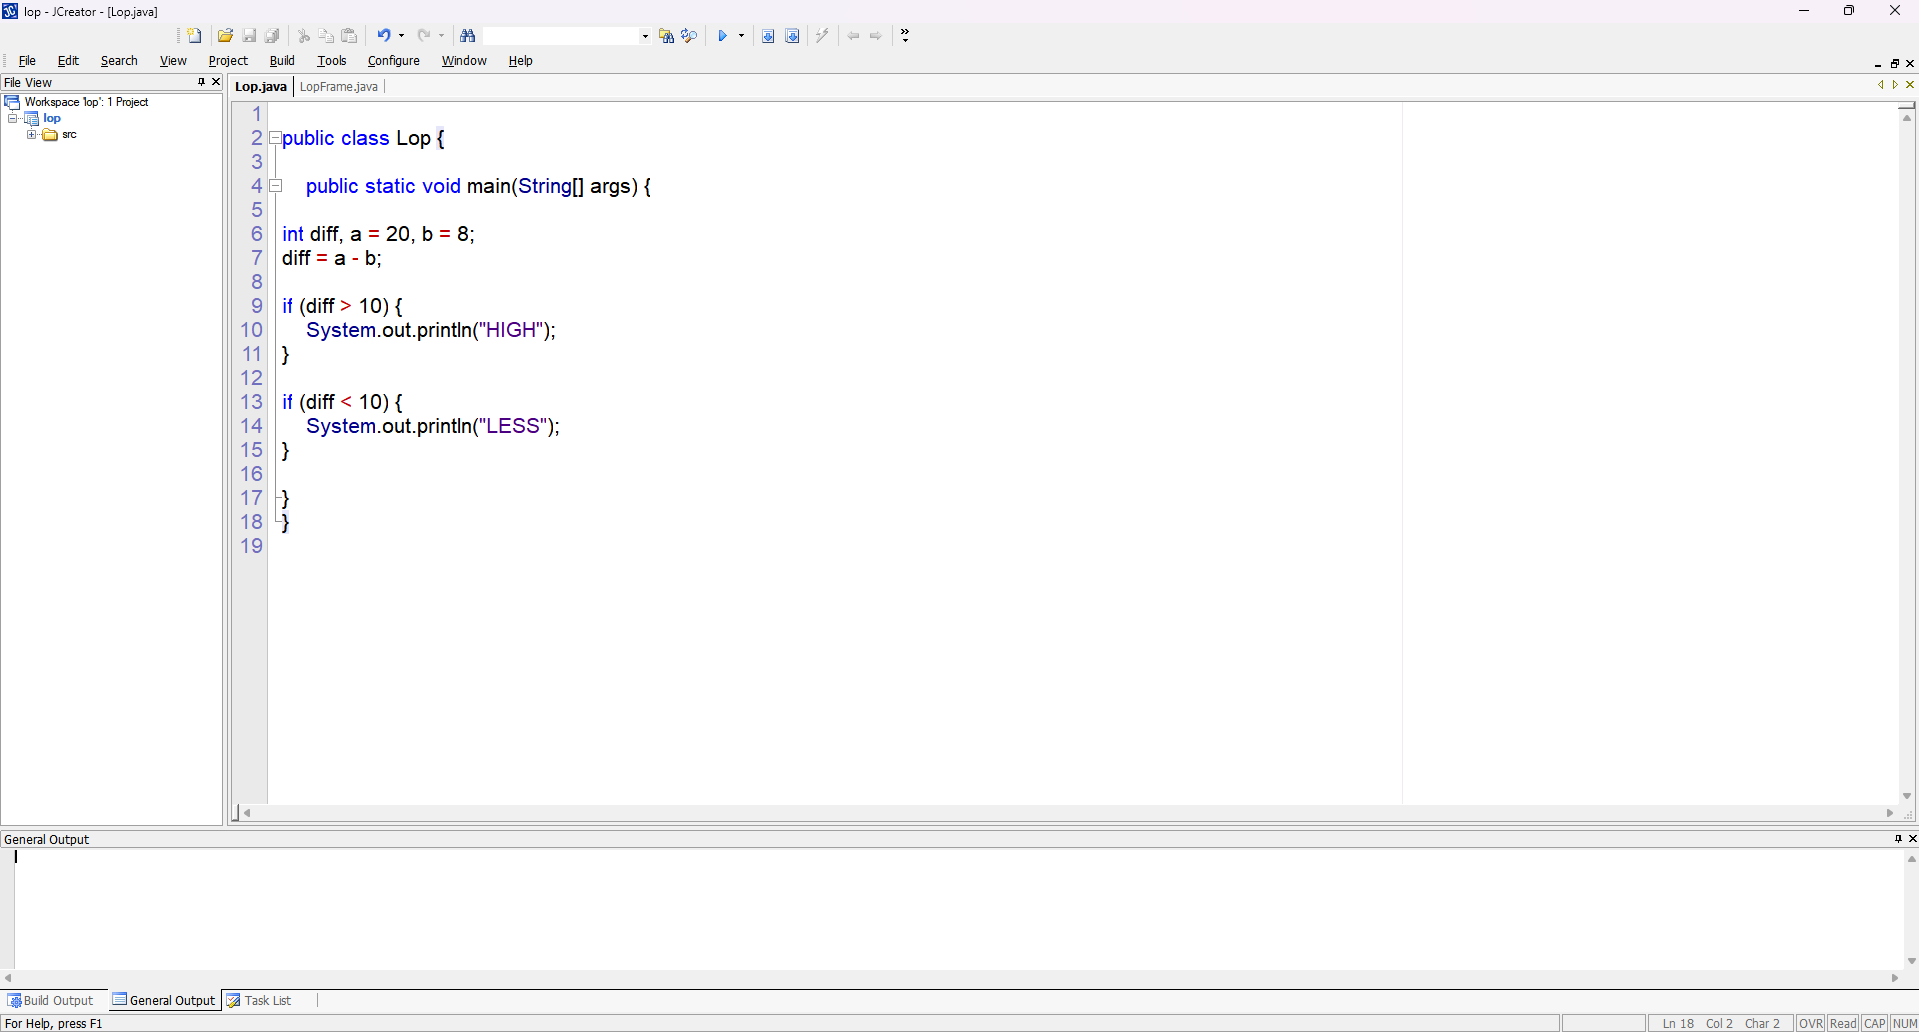 lop - JCreator - [Lop.java]
File Edit Search View Project Build Tools Configure Window Help
File View
Workspace 'lop': 1 Project
lop
src
Lop.java LopFrame.java
1
2 public class Lop {
3
4 public static void main(String[] args) {
5
6 int diff, a = 20, b = 8;
7 diff = a - b;
8
9 if (diff > 10) {
10 System.out.println("HIGH");
11 }
12
13 if (diff < 10) {
14 System.out.println("LESS");
15 }
16
17 }
18 }
19
General Output
Build Output General Output Task List
For Help, press F1 Ln 18 Col 2 Char 2 OVR Read CAP NUM